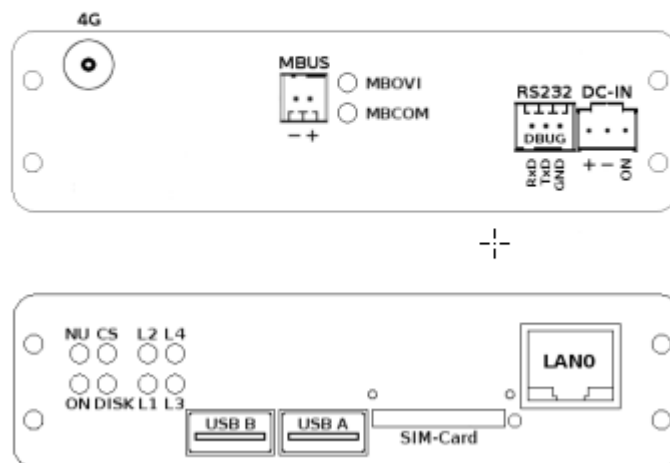 4G
MBUS
MBOVI
MBCOM
− +
RS232 DC-IN
DBUG
RxD
TxD
GND
+ − ON
NU CS L2 L4
ON DISK L1 L3
USB B
USB A
SIM-Card
LAN0